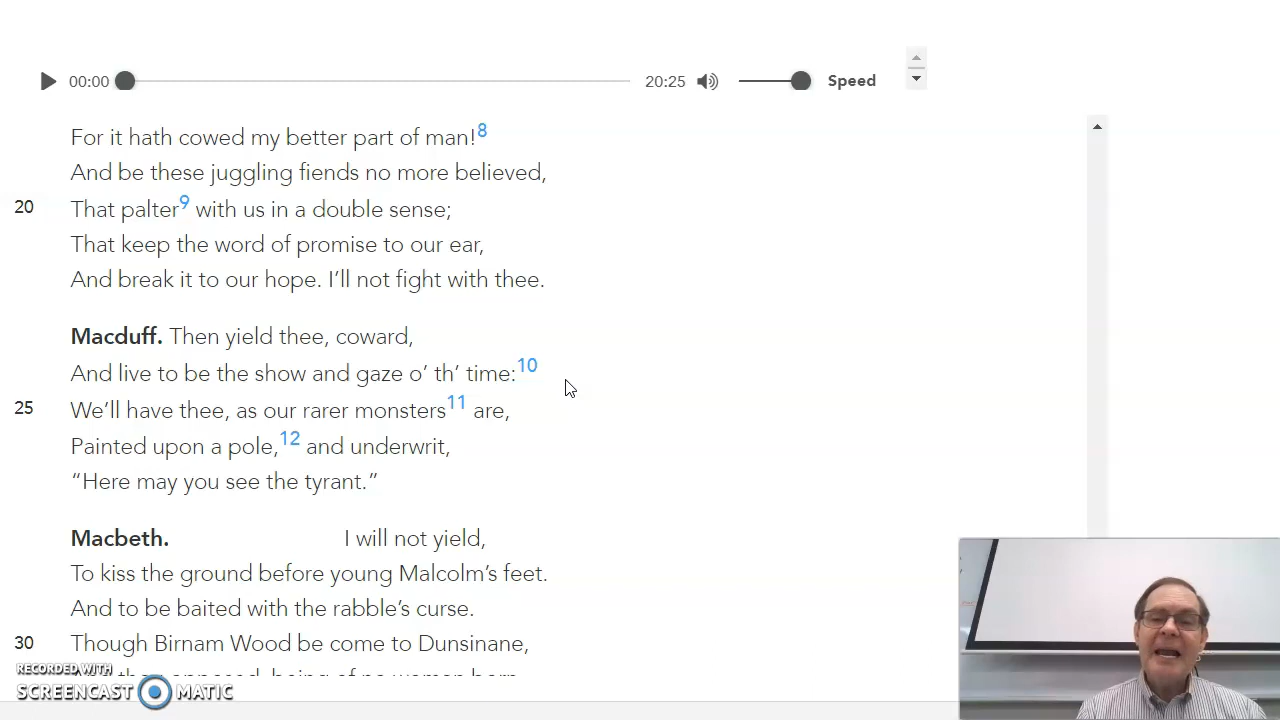 00:00 20:25 Speed
For it hath cowed my better part of man!8
And be these juggling fiends no more believed,
20 That palter9 with us in a double sense;
That keep the word of promise to our ear,
And break it to our hope. I’ll not fight with thee.
Macduff. Then yield thee, coward,
And live to be the show and gaze o’ th’ time:10
25 We’ll have thee, as our rarer monsters11 are,
Painted upon a pole,12 and underwrit,
“Here may you see the tyrant.”
Macbeth. I will not yield,
To kiss the ground before young Malcolm’s feet.
And to be baited with the rabble’s curse.
30 Though Birnam Wood be come to Dunsinane,
opposed, being of no woman born
RECORDED WITH
SCREENCAST MATIC